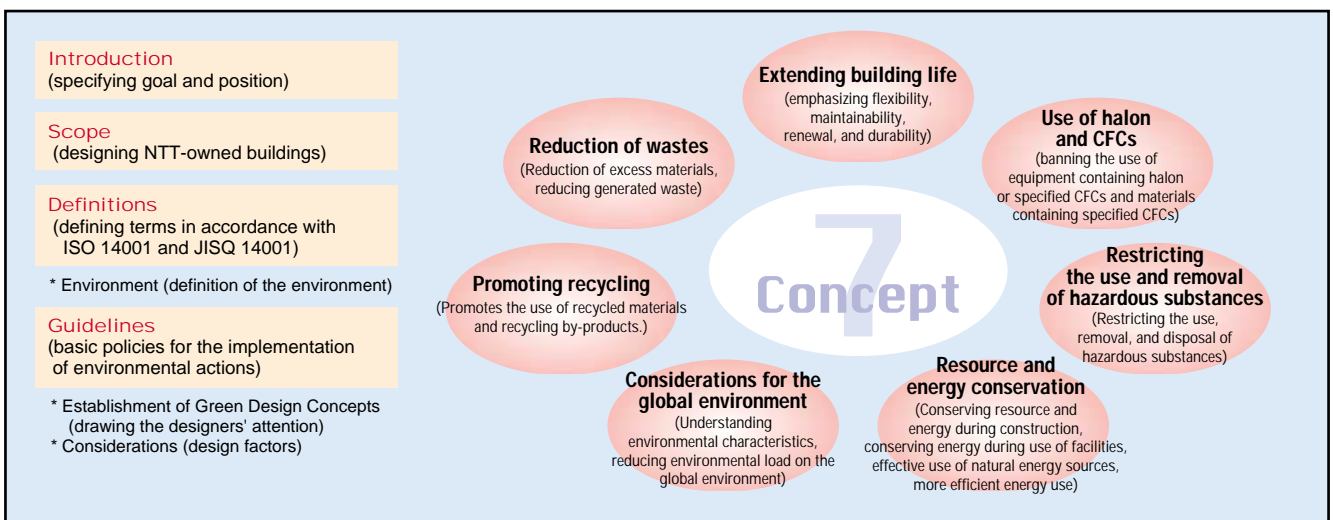 Introduction
(specifying goal and position)
Scope
(designing NTT-owned buildings)
Definitions
(defining terms in accordance with
ISO 14001 and JISQ 14001)
* Environment (definition of the environment)
Guidelines
(basic policies for the implementation
of environmental actions)
* Establishment of Green Design Concepts
(drawing the designers' attention)
* Considerations (design factors)
Extending building life
(emphasizing flexibility,
maintainability,
renewal, and durability)
Use of halon
and CFCs
(banning the use of
equipment containing halon
or specified CFCs and materials
containing specified CFCs)
Restricting
the use and removal
of hazardous substances
(Restricting the use,
removal, and disposal of
hazardous substances)
Resource and
energy conservation
(Conserving resource and
energy during construction,
conserving energy during use of facilities,
effective use of natural energy sources,
more efficient energy use)
Considerations for the
global environment
(Understanding
environmental characteristics,
reducing environmental load on the
global environment)
Promoting recycling
(Promotes the use of recycled materials
and recycling by-products.)
Reduction of wastes
(Reduction of excess materials,
reducing generated waste)
7
Concept